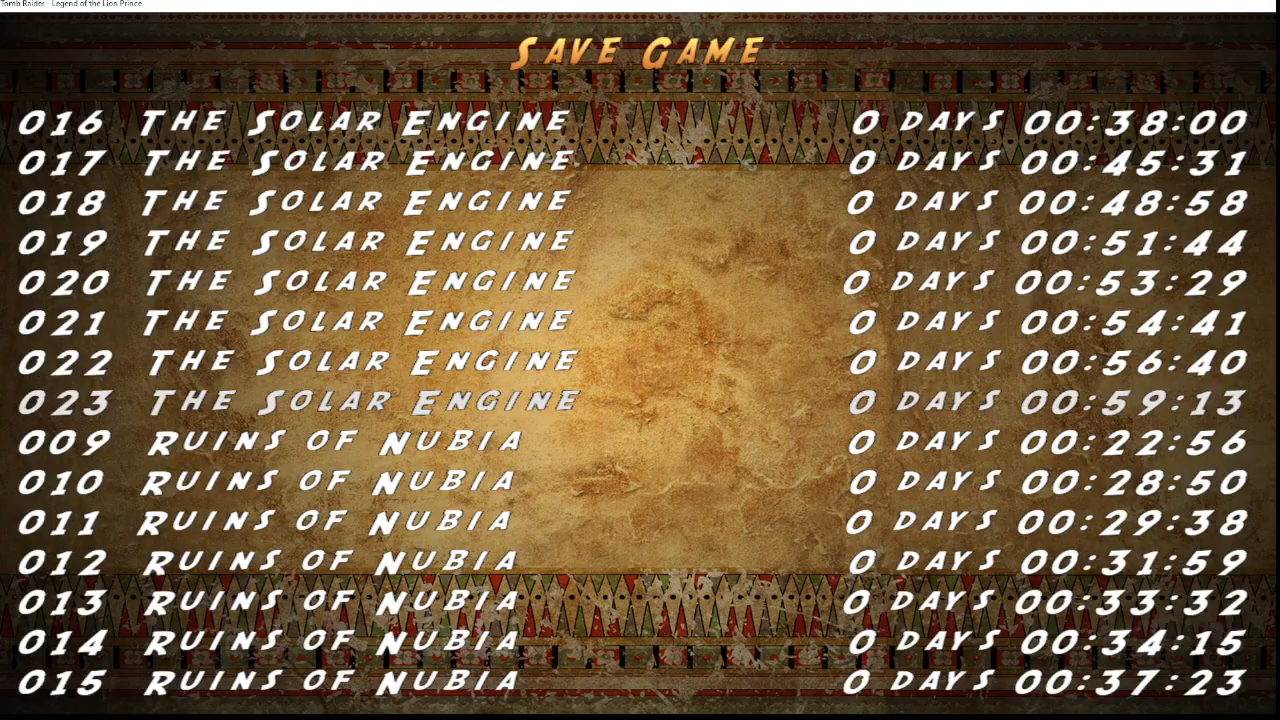 Tomb Raider - Legend of the Lion Prince
SAVE GAME
016 THE SOLAR ENGINE 0 DAYS 00:38:00
017 THE SOLAR ENGINE 0 DAYS 00:45:31
018 THE SOLAR ENGINE 0 DAYS 00:48:58
019 THE SOLAR ENGINE 0 DAYS 00:51:44
020 THE SOLAR ENGINE 0 DAYS 00:53:29
021 THE SOLAR ENGINE 0 DAYS 00:54:41
022 THE SOLAR ENGINE 0 DAYS 00:56:40
023 THE SOLAR ENGINE 0 DAYS 00:59:13
009 RUINS OF NUBIA 0 DAYS 00:22:56
010 RUINS OF NUBIA 0 DAYS 00:28:50
011 RUINS OF NUBIA 0 DAYS 00:29:38
012 RUINS OF NUBIA 0 DAYS 00:31:59
013 RUINS OF NUBIA 0 DAYS 00:33:32
014 RUINS OF NUBIA 0 DAYS 00:34:15
015 RUINS OF NUBIA 0 DAYS 00:37:23